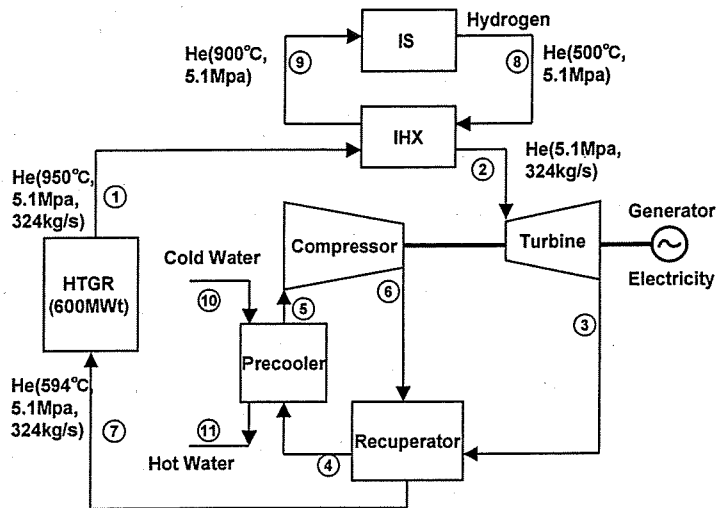 Hydrogen
IS
He(900°C,
5.1Mpa)
⑨
⑧
He(500°C,
5.1Mpa)
IHX
②
He(5.1Mpa,
324kg/s)
He(950°C,
5.1Mpa,
324kg/s)
①
HTGR
(600MWt)
Compressor
Turbine
Generator
Electricity
Cold Water
⑩
⑤
⑥
③
Precooler
He(594°C,
5.1Mpa,
324kg/s)
⑦
⑪
Hot Water
④
Recuperator